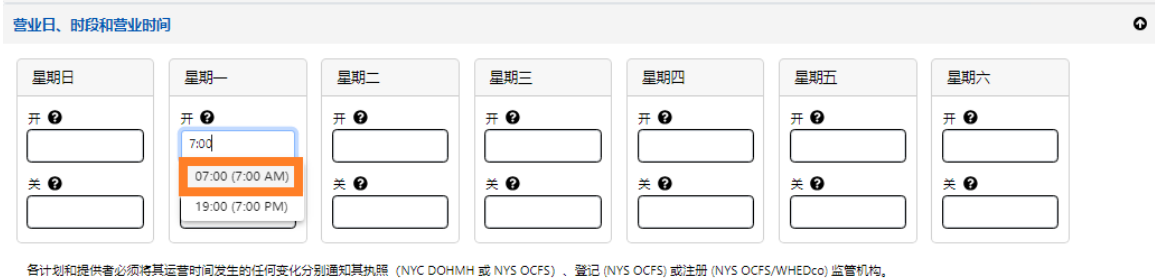 营业日、时段和营业时间
星期日 星期一 星期二 星期三 星期四 星期五 星期六
开 ? 开 ? 开 ? 开 ? 开 ? 开 ? 开 ?
7:00
关 ? 07:00 (7:00 AM) 关 ? 关 ? 关 ? 关 ? 关 ?
19:00 (7:00 PM)
各计划和提供者必须将其运营时间发生的任何变化分别通知其执照（NYC DOHMH 或 NYS OCFS）、登记 (NYS OCFS) 或注册 (NYS OCFS/WHEDco) 监管机构。